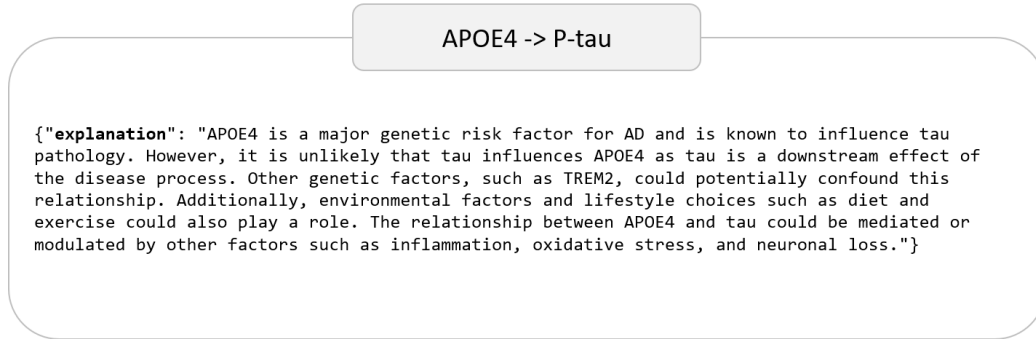 APOE4 -> P-tau
{"explanation": "APOE4 is a major genetic risk factor for AD and is known to influence tau
pathology. However, it is unlikely that tau influences APOE4 as tau is a downstream effect of
the disease process. Other genetic factors, such as TREM2, could potentially confound this
relationship. Additionally, environmental factors and lifestyle choices such as diet and
exercise could also play a role. The relationship between APOE4 and tau could be mediated or
modulated by other factors such as inflammation, oxidative stress, and neuronal loss."}